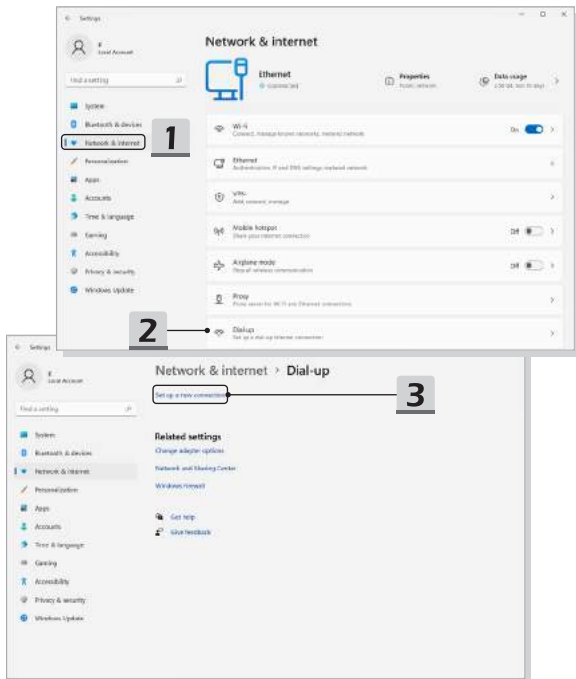 Settings
Network & internet
Local Account
Find a setting
Ethernet
Connected
Properties
Public network
Data usage
System
Bluetooth & devices
Network & internet
Personalization
Apps
Accounts
Time & language
Gaming
Accessibility
Privacy & security
Windows Update
1
Wi-Fi
Connect, manage known networks, metered network
On
Ethernet
Authentication, IP and DNS settings, metered network
VPN
Add, connect, manage
Mobile hotspot
Share your internet connection
Off
Airplane mode
Stop all wireless communication
Off
Proxy
Proxy server for Wi-Fi and Ethernet connections
2
Dial-up
Set up a dial-up internet connection
Settings
Local Account
Find a setting
System
Bluetooth & devices
Network & internet
Personalization
Apps
Accounts
Time & language
Gaming
Accessibility
Privacy & security
Windows Update
Network & internet > Dial-up
Set up a new connection
3
Related settings
Change adapter options
Network and Sharing Center
Windows Firewall
Get help
Give feedback